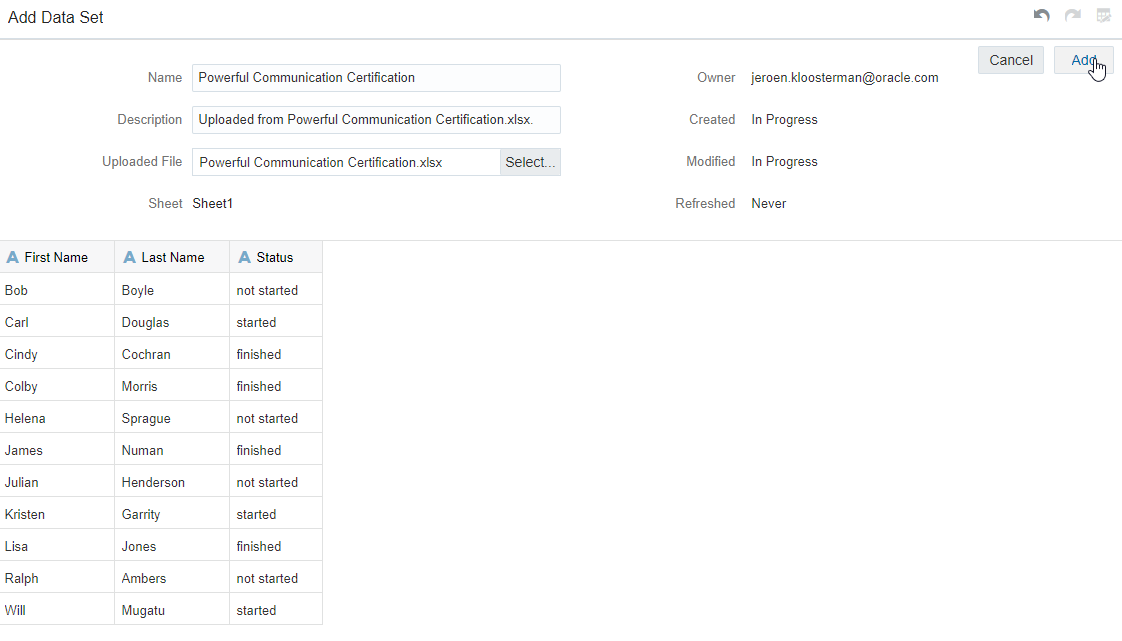 Add Data Set
Cancel
Add
Name Powerful Communication Certification
Owner jeroen.kloosterman@oracle.com
Description Uploaded from Powerful Communication Certification.xlsx.
Created In Progress
Uploaded File Powerful Communication Certification.xlsx Select...
Modified In Progress
Sheet Sheet1
Refreshed Never
A First Name A Last Name A Status
Bob Boyle not started
Carl Douglas started
Cindy Cochran finished
Colby Morris finished
Helena Sprague not started
James Numan finished
Julian Henderson not started
Kristen Garrity started
Lisa Jones finished
Ralph Ambers not started
Will Mugatu started